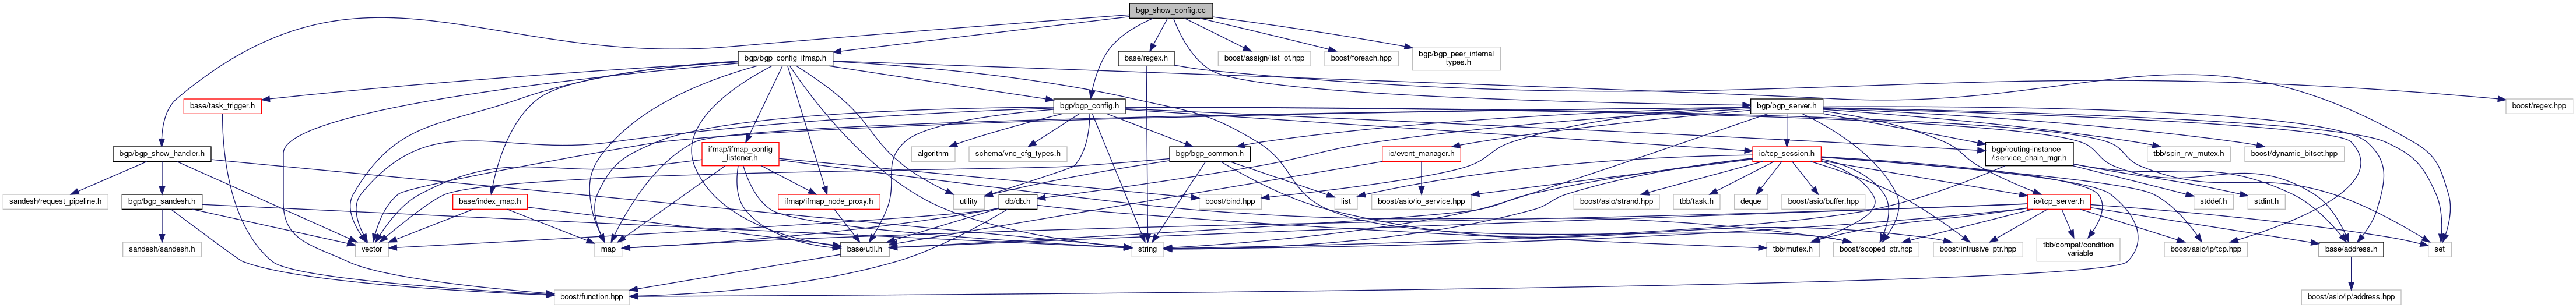 bgp_show_config.cc
bgp/bgp_config_ifmap.h
base/regex.h
boost/assign/list_of.hpp
boost/foreach.hpp
bgp/bgp_peer_internal
_types.h
base/task_trigger.h
bgp/bgp_config.h
bgp/bgp_server.h
boost/regex.hpp
bgp/bgp_show_handler.h
ifmap/ifmap_config
_listener.h
algorithm
schema/vnc_cfg_types.h
bgp/bgp_common.h
io/event_manager.h
io/tcp_session.h
bgp/routing-instance
/iservice_chain_mgr.h
tbb/spin_rw_mutex.h
boost/dynamic_bitset.hpp
sandesh/request_pipeline.h
bgp/bgp_sandesh.h
base/index_map.h
ifmap/ifmap_node_proxy.h
utility
db/db.h
boost/bind.hpp
list
boost/asio/io_service.hpp
boost/asio/strand.hpp
tbb/task.h
deque
boost/asio/buffer.hpp
io/tcp_server.h
stddef.h
stdint.h
sandesh/sandesh.h
vector
map
base/util.h
string
tbb/mutex.h
boost/scoped_ptr.hpp
boost/intrusive_ptr.hpp
tbb/compat/condition
_variable
boost/asio/ip/tcp.hpp
base/address.h
set
boost/function.hpp
boost/asio/ip/address.hpp